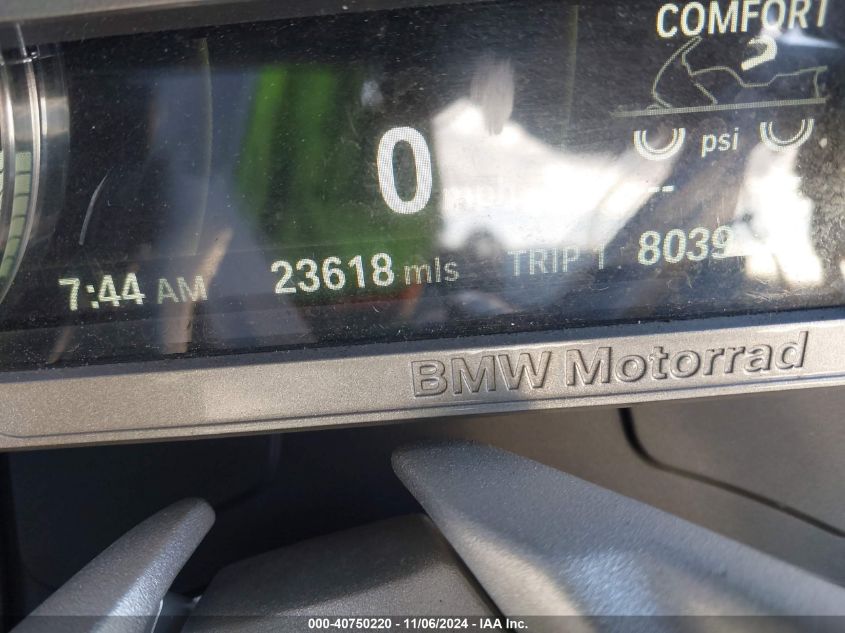 COMFORT
psi
0 mph --
7:44 AM 23618 mls TRIP 1 8039
BMW Motorrad
000-40750220 - 11/06/2024 - IAA Inc.